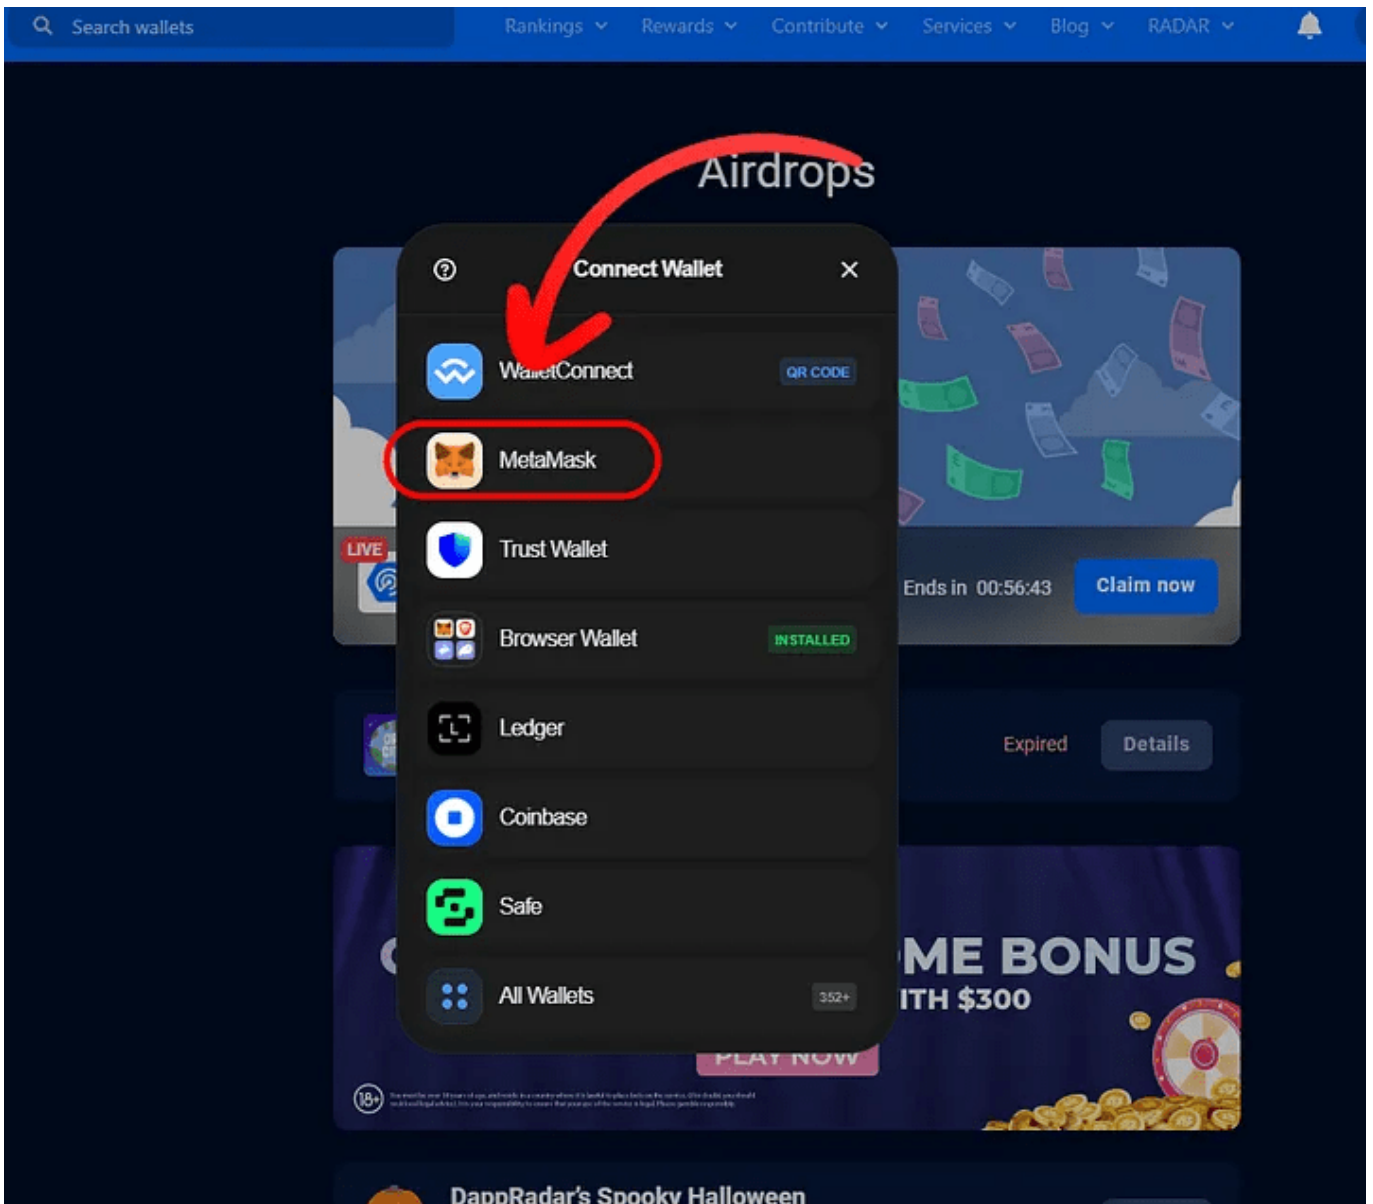 Search wallets
Rankings
Rewards
Contribute
Services
Blog
RADAR
Airdrops
Connect Wallet
WalletConnect
QR CODE
MetaMask
Trust Wallet
LIVE
Ends in 00:56:43
Claim now
Browser Wallet
INSTALLED
Ledger
Expired
Details
Coinbase
Safe
ME BONUS
ITH $300
All Wallets
352+
PLAY NOW
18+
DappRadar's Spooky Halloween